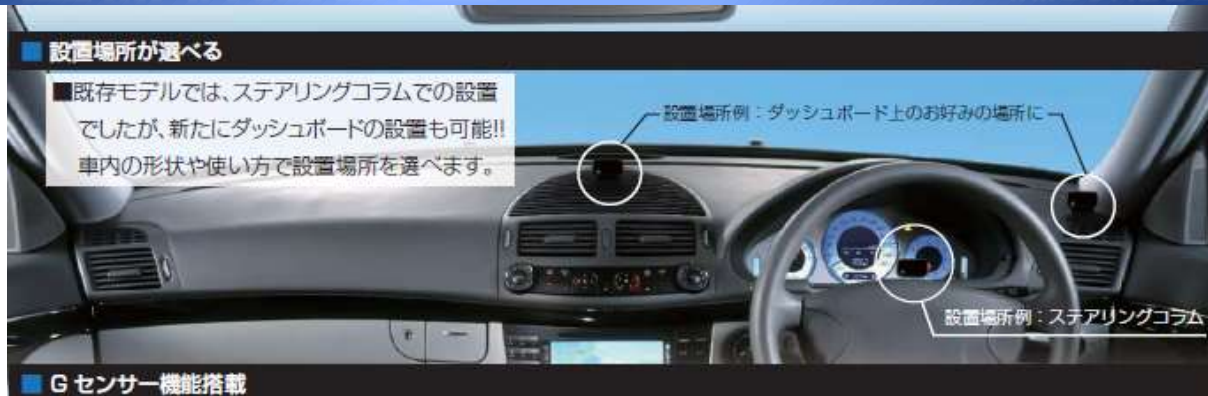 ■ 設置場所が選べる
■既存モデルでは、ステアリングコラムでの設置
でしたが、新たにダッシュボードの設置も可能!!
車内の形状や使い方で設置場所を選べます。
設置場所例：ダッシュボード上のお好みの場所に
設置場所例：ステアリングコラム
■ G センサー機能搭載